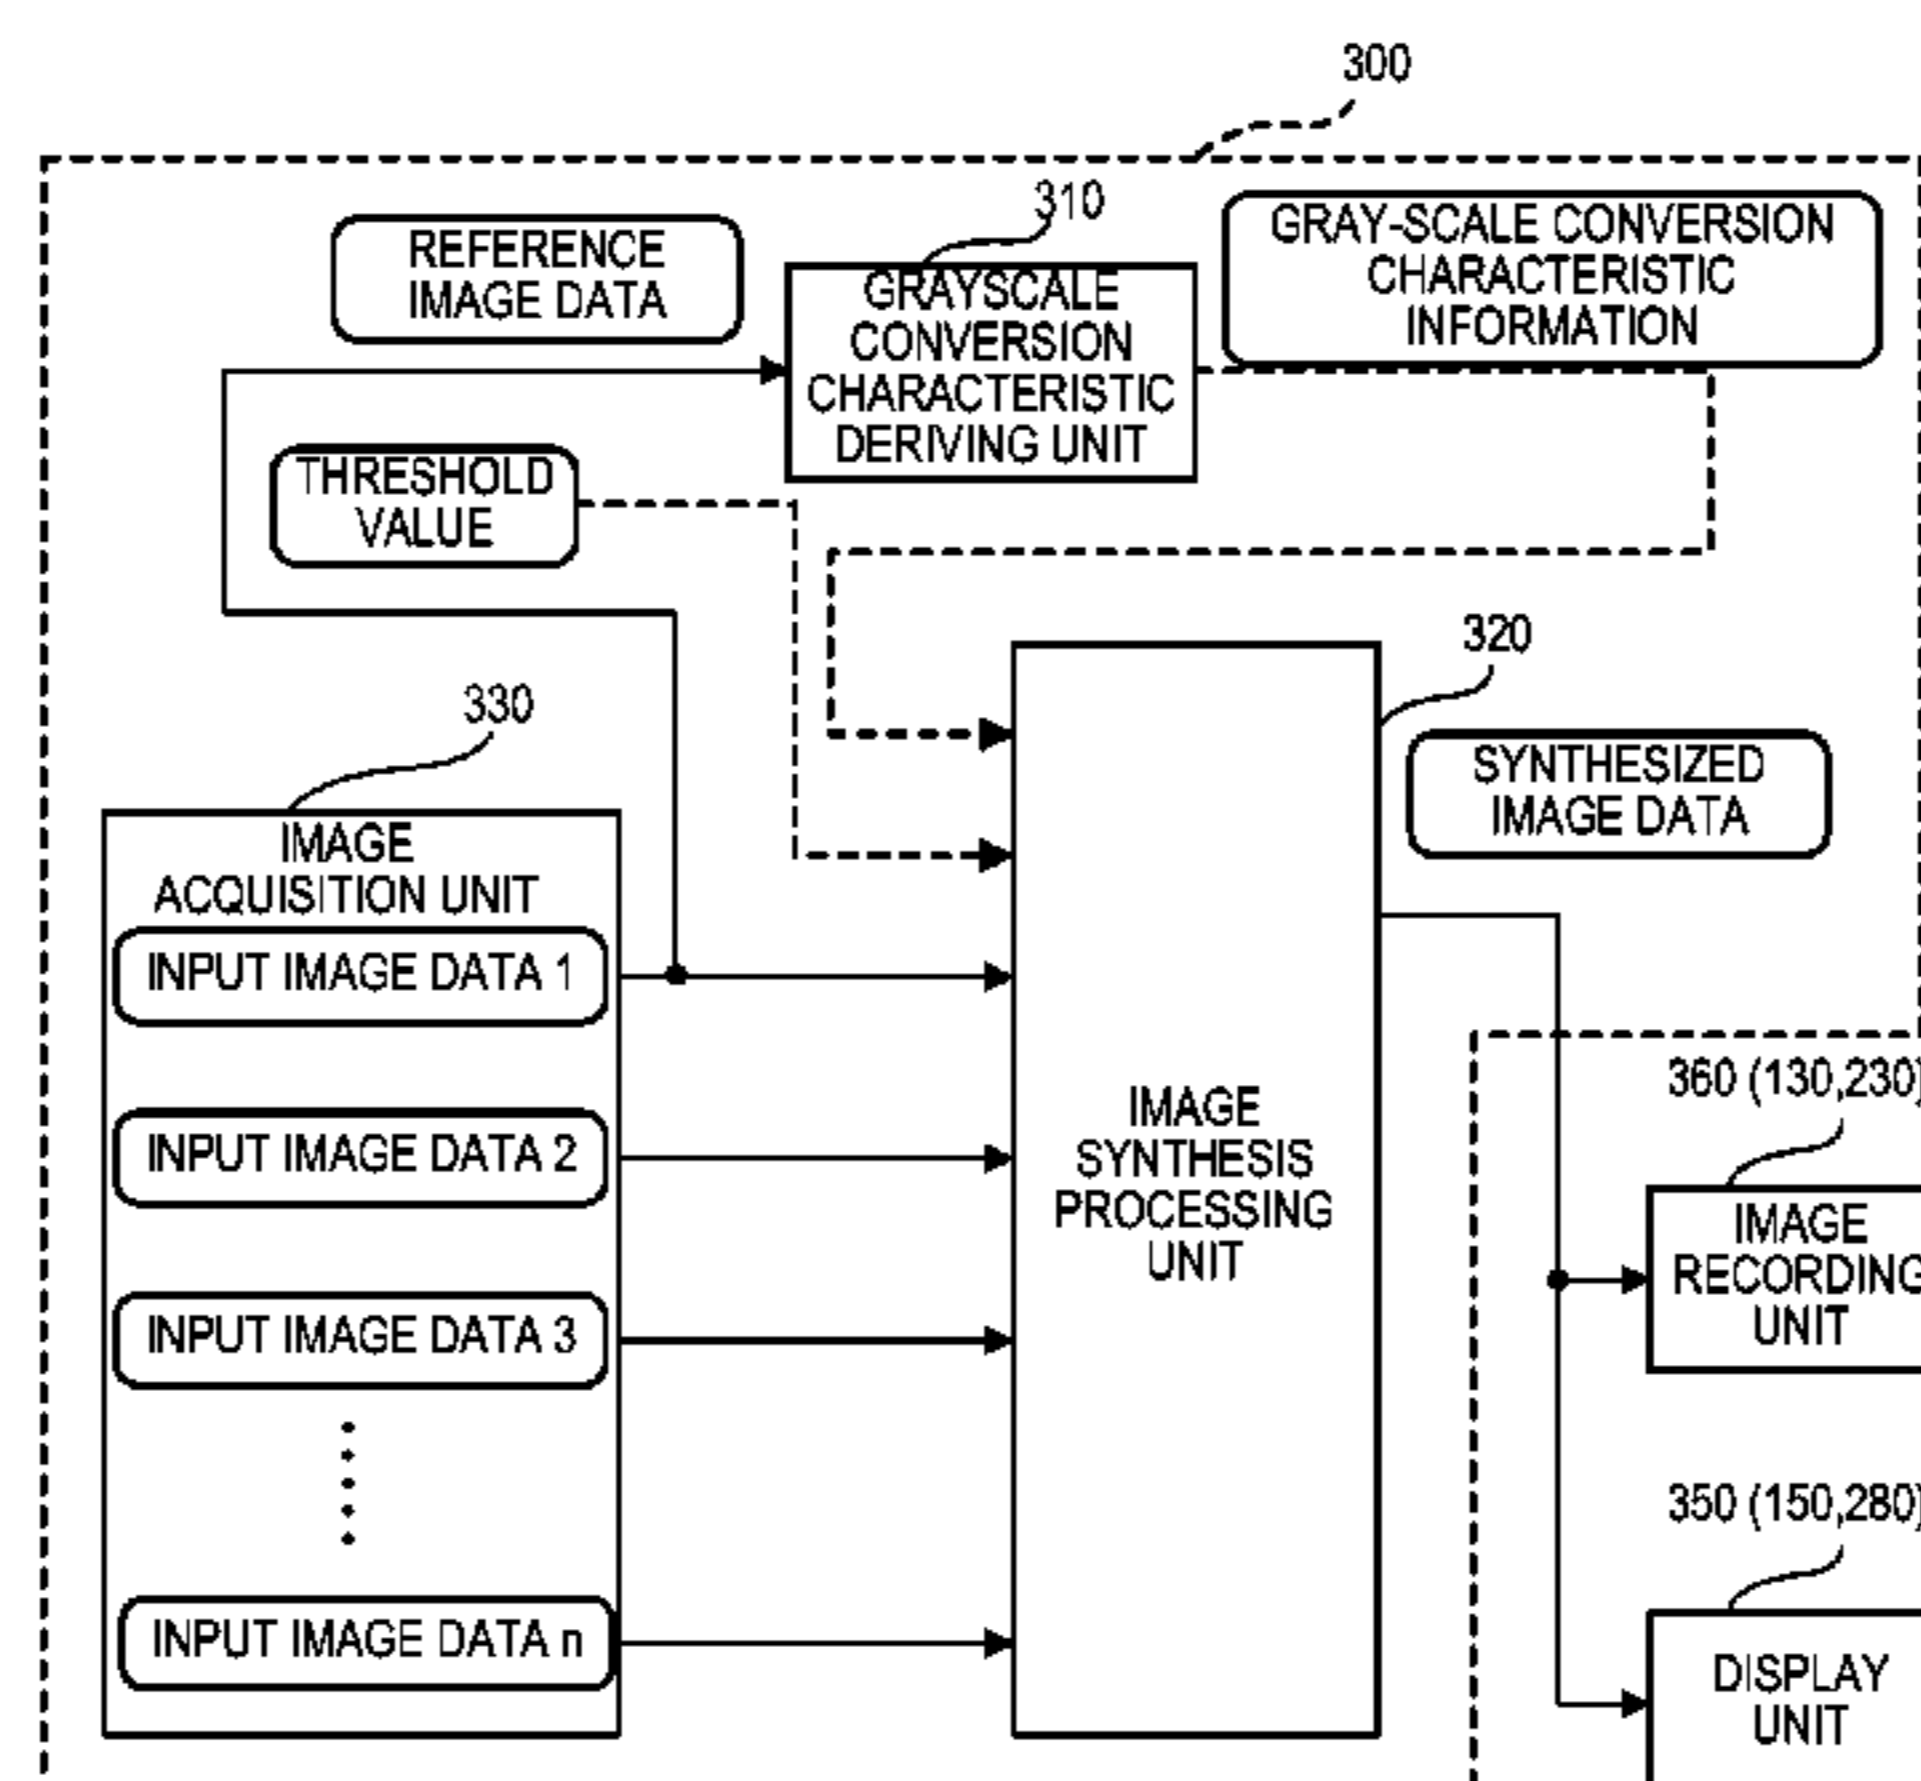 300
310
REFERENCE
IMAGE DATA
GRAYSCALE
CONVERSION
CHARACTERISTIC
DERIVING UNIT
GRAY-SCALE CONVERSION
CHARACTERISTIC
INFORMATION
THRESHOLD
VALUE
320
330
SYNTHESIZED
IMAGE DATA
IMAGE
ACQUISITION UNIT
INPUT IMAGE DATA 1
INPUT IMAGE DATA 2
INPUT IMAGE DATA 3
INPUT IMAGE DATA n
IMAGE
SYNTHESIS
PROCESSING
UNIT
360 (130,230)
IMAGE
RECORDING
UNIT
350 (150,280)
DISPLAY
UNIT